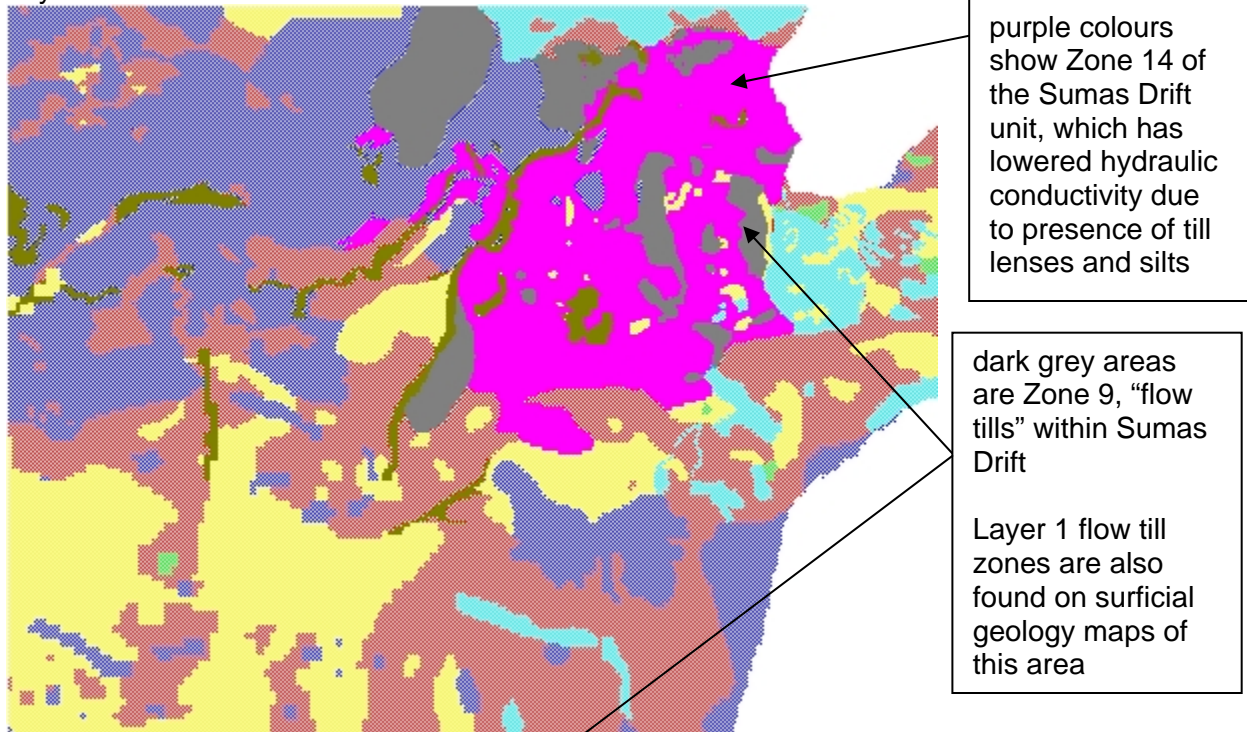 purple colours
show Zone 14 of
the Sumas Drift
unit, which has
lowered hydraulic
conductivity due
to presence of till
lenses and silts
dark grey areas
are Zone 9, “flow
tills” within Sumas
Drift
Layer 1 flow till
zones are also
found on surficial
geology maps of
this area